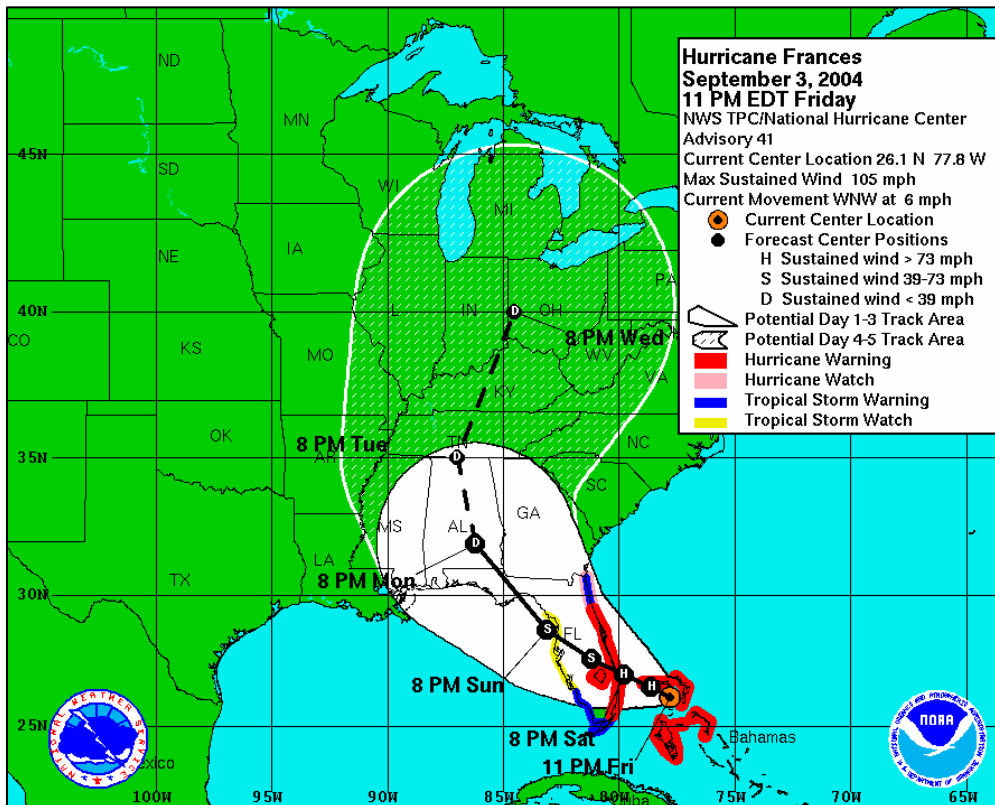 Hurricane Frances
September 3, 2004
11 PM EDT Friday
NWS TPC/National Hurricane Center
Advisory 41
Current Center Location 26.1 N 77.8 W
Max Sustained Wind 105 mph
Current Movement WNW at 6 mph
Current Center Location
Forecast Center Positions
H Sustained wind > 73 mph
S Sustained wind 39-73 mph
D Sustained wind < 39 mph
Potential Day 1-3 Track Area
Potential Day 4-5 Track Area
Hurricane Warning
Hurricane Watch
Tropical Storm Warning
Tropical Storm Watch
ND
MN
45N
SD
WI
MI
IA
NE
PA
40N
IL
IN
D
OH
CO
8 PM Wed
KS
MO
WV
VA
KY
OK
8 PM Tue
TN
NC
35N
AR
D
SC
MS
AL
GA
D
LA
TX
8 PM Mon
30N
S
FL
S
H
H
8 PM Sun
25N
8 PM Sat
Bahamas
11 PM Fri
Mexico
Cuba
NATIONAL WEATHER SERVICE
NOAA
100W
95W
90W
85W
80W
75W
70W
65W